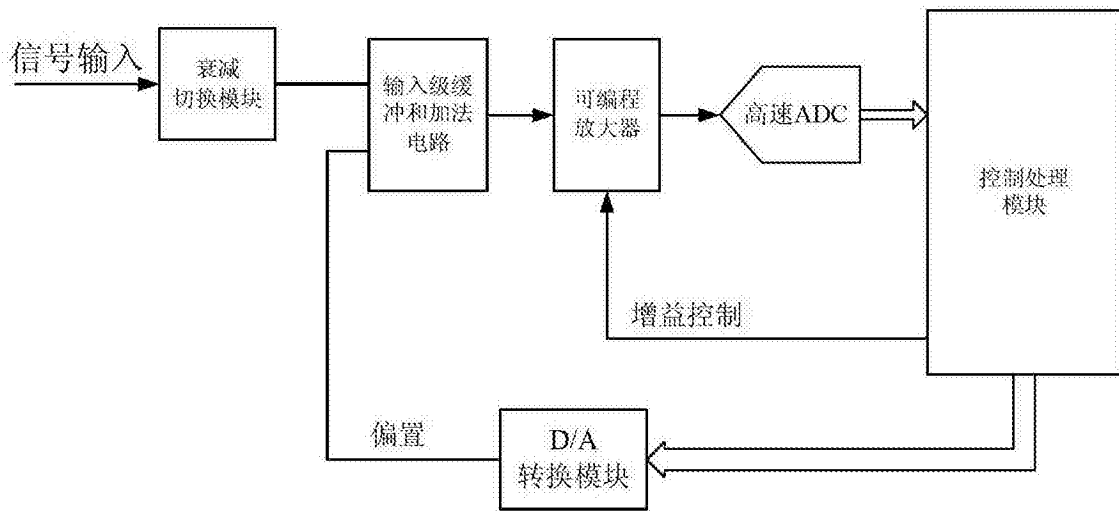 信号输入
衰减
切换模块
输入级缓
冲和加法
电路
可编程
放大器
高速ADC
控制处理
模块
增益控制
偏置
D/A
转换模块